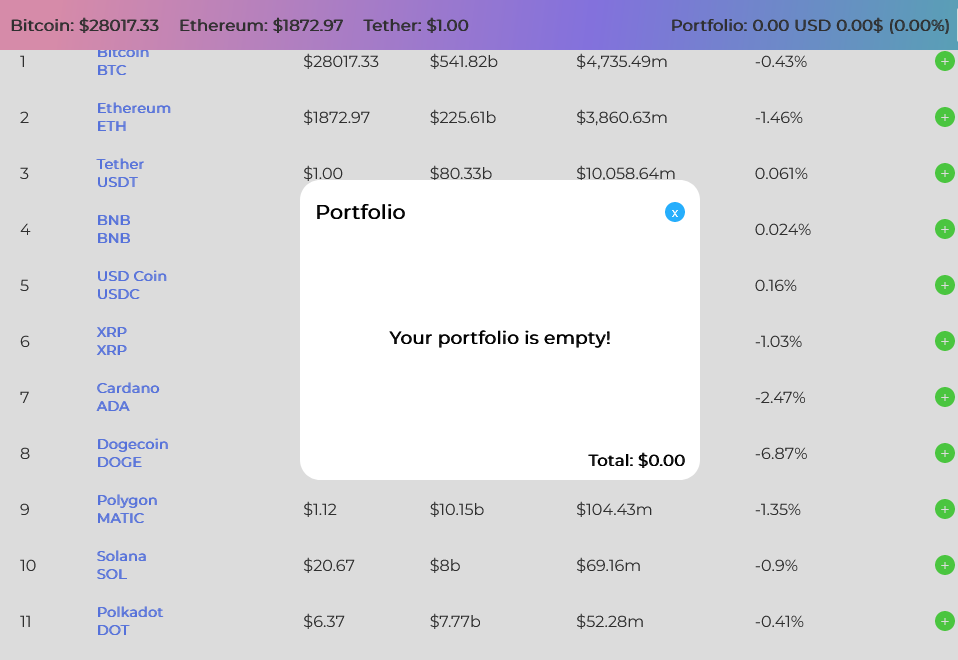 Bitcoin: $28017.33 Ethereum: $1872.97 Tether: $1.00 Portfolio: 0.00 USD 0.00$ (0.00%)
Bitcoin
1 $28017.33 $541.82b $4,735.49m -0.43% +
BTC
Ethereum
2 $1872.97 $225.61b $3,860.63m -1.46% +
ETH
Tether
3 $1.00 $80.33b $10,058.64m 0.061% +
USDT
Portfolio x
BNB
4 0.024% +
BNB
USD Coin
5 0.16% +
USDC
XRP
Your portfolio is empty!
6 -1.03% +
XRP
Cardano
7 -2.47% +
ADA
Dogecoin
8 -6.87% +
DOGE
Total: $0.00
Polygon
9 $1.12 $10.15b $104.43m -1.35% +
MATIC
Solana
10 $20.67 $8b $69.16m -0.9% +
SOL
Polkadot
11 $6.37 $7.77b $52.28m -0.41% +
DOT